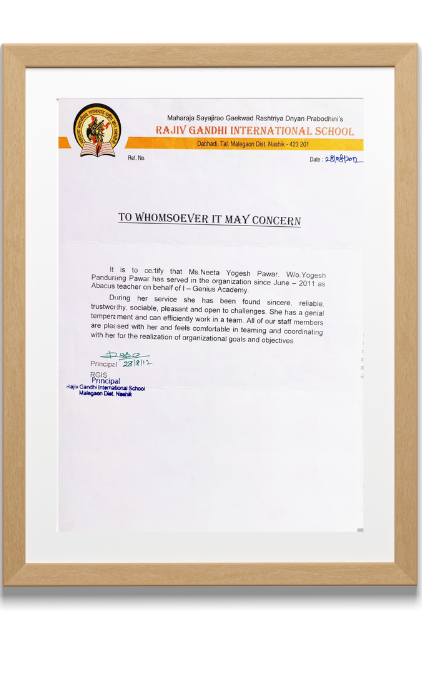 Maharaja Sayajirao Gaekwad Rashtriya Dnyan Prabodhini's
RAJIV GANDHI INTERNATIONAL SCHOOL
Dabhadi, Tal. Malegaon Dist. Nashik - 423 201
Ref. No.
Date :
TO WHOMSOEVER IT MAY CONCERN
It is to certify that Ms.Neeta Yogesh Pawar. W/o.Yogesh
Pandurang Pawar has served in the organization since June – 2011 as
Abacus teacher on behalf of I – Genius Academy.
During her service she has been found sincere, reliable,
trustworthy, sociable, pleasant and open to challenges. She has a genial
temperment and can efficiently work in a team. All of our staff members
are pleased with her and feels comfortable in teaming and coordinating
with her for the realization of organizational goals and objectives
Principal 28/8/12
RGIS
Principal
Rajiv Gandhi International School
Malegaon Dist. Nashik